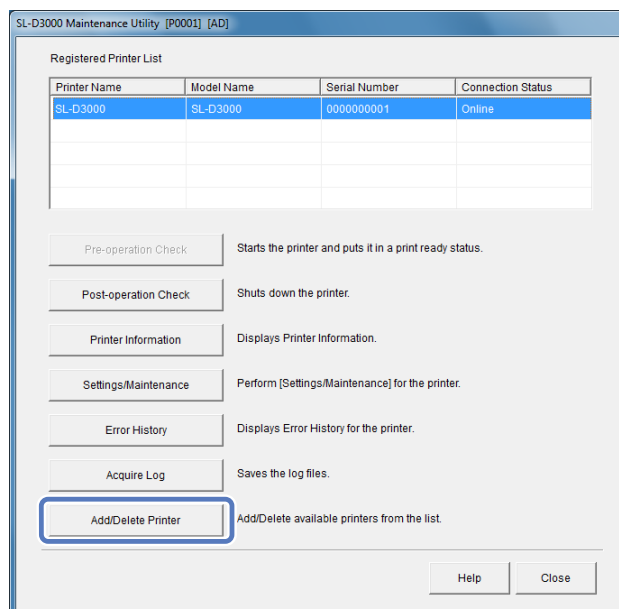 SL-D3000 Maintenance Utility [P0001] [AD]
Registered Printer List
Printer Name Model Name Serial Number Connection Status
SL-D3000 SL-D3000 0000000001 Online
Pre-operation Check Starts the printer and puts it in a print ready status.
Post-operation Check Shuts down the printer.
Printer Information Displays Printer Information.
Settings/Maintenance Perform [Settings/Maintenance] for the printer.
Error History Displays Error History for the printer.
Acquire Log Saves the log files.
Add/Delete Printer Add/Delete available printers from the list.
Help Close